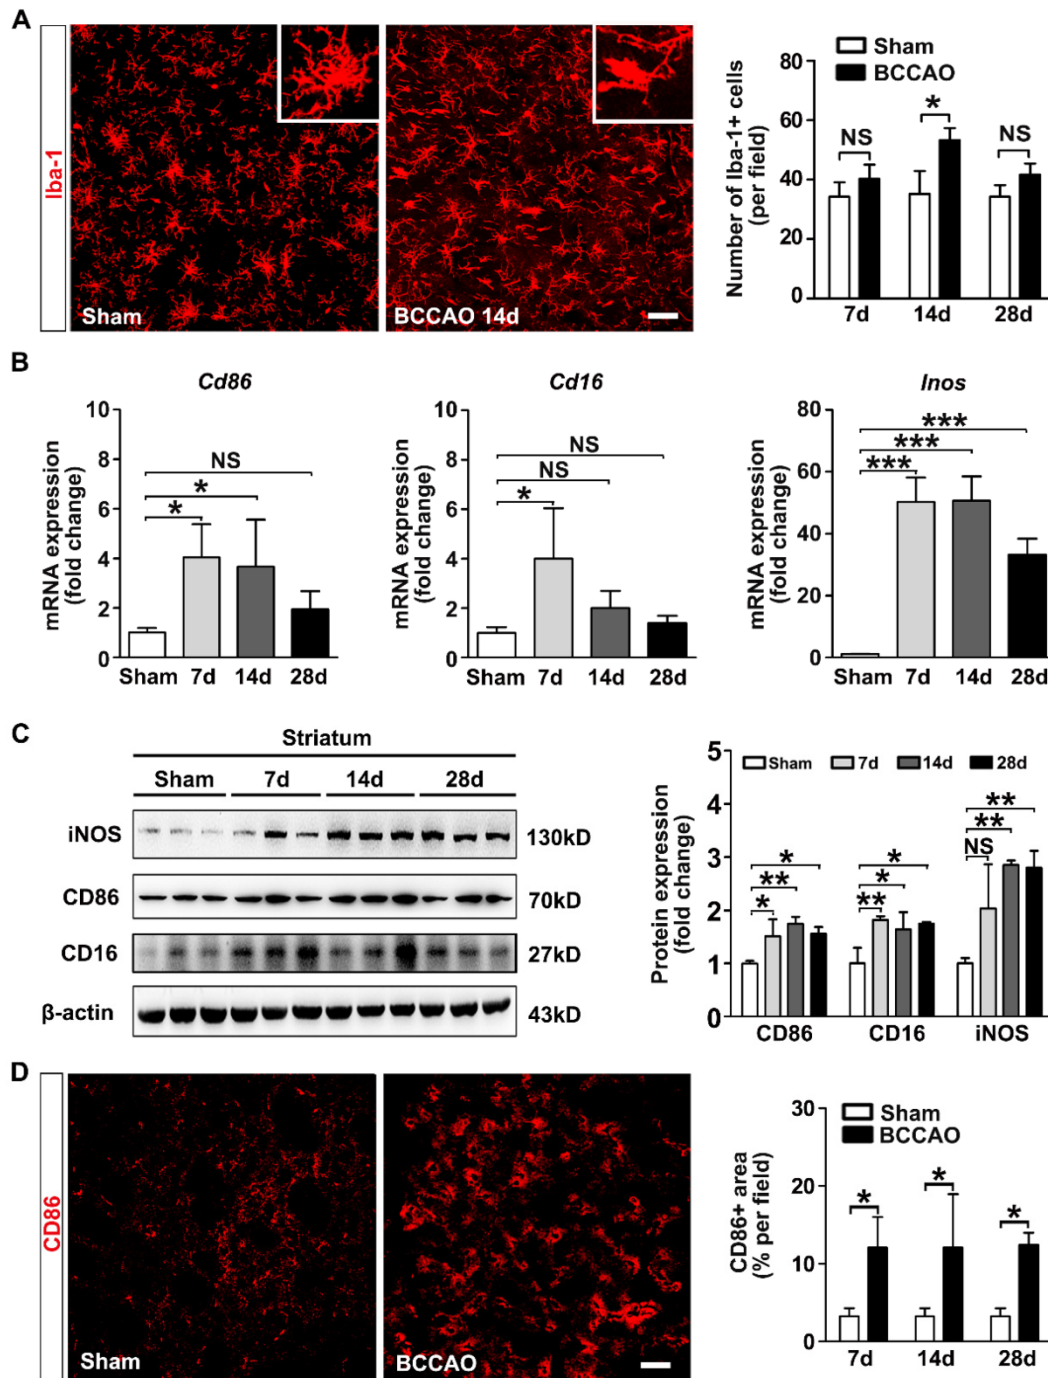 A
Iba-1
Sham
BCCAO 14d
Number of Iba-1+ cells
(per field)
Sham
BCCAO
80
60
40
20
0
NS
*
NS
7d 14d 28d
B
Cd86
mRNA expression
(fold change)
10
8
6
4
2
0
NS
*
*
Sham 7d 14d 28d
Cd16
mRNA expression
(fold change)
10
8
6
4
2
0
NS
NS
*
Sham 7d 14d 28d
Inos
mRNA expression
(fold change)
80
60
40
20
0
***
***
***
Sham 7d 14d 28d
C
Striatum
Sham 7d 14d 28d
iNOS 130kD
CD86 70kD
CD16 27kD
β-actin 43kD
Protein expression
(fold change)
5
4
3
2
1
0
Sham 7d 14d 28d
*
**
*
*
*
**
**
**
NS
CD86 CD16 iNOS
D
CD86
Sham
BCCAO
CD86+ area
(% per field)
30
20
10
0
Sham
BCCAO
*
*
*
7d 14d 28d